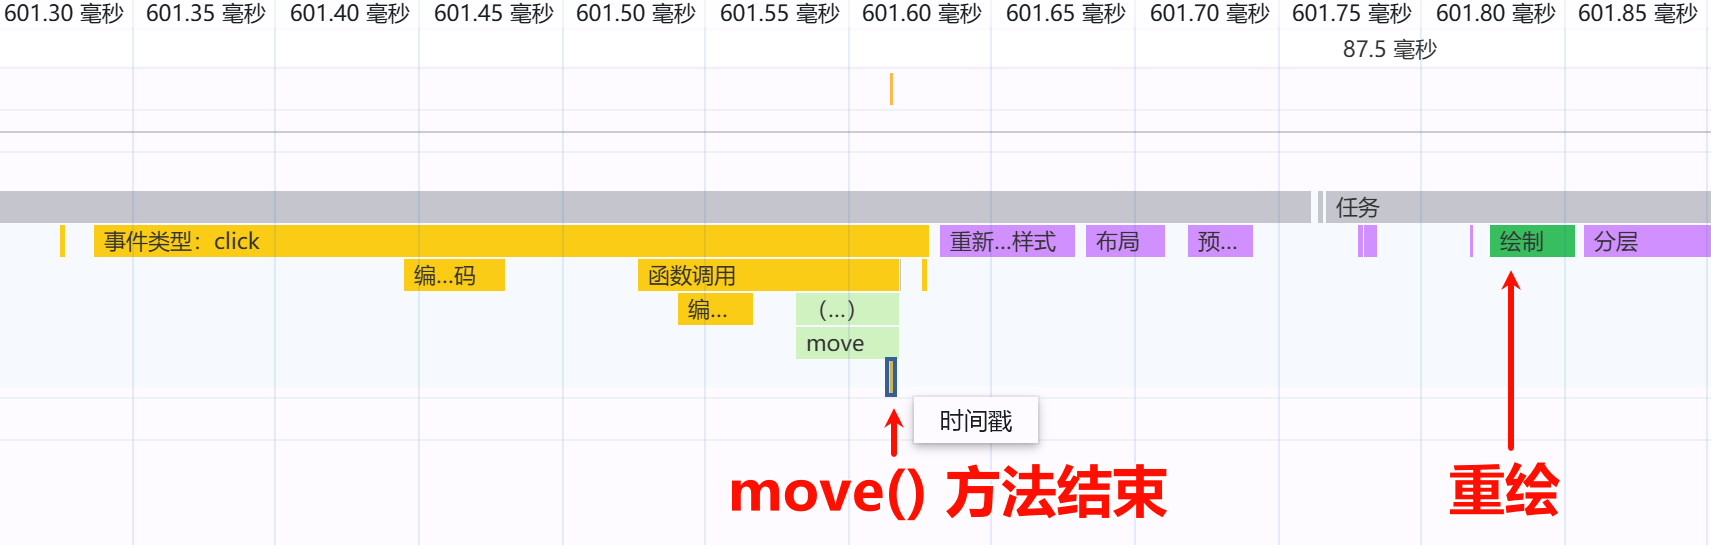 601.30 毫秒 601.35 毫秒 601.40 毫秒 601.45 毫秒 601.50 毫秒 601.55 毫秒 601.60 毫秒 601.65 毫秒 601.70 毫秒 601.75 毫秒 601.80 毫秒 601.85 毫秒
87.5 毫秒
任务
事件类型：click 重新...样式 布局 预... 绘制 分层
编...码 函数调用
编... （...）
move
时间戳
move() 方法结束 重绘